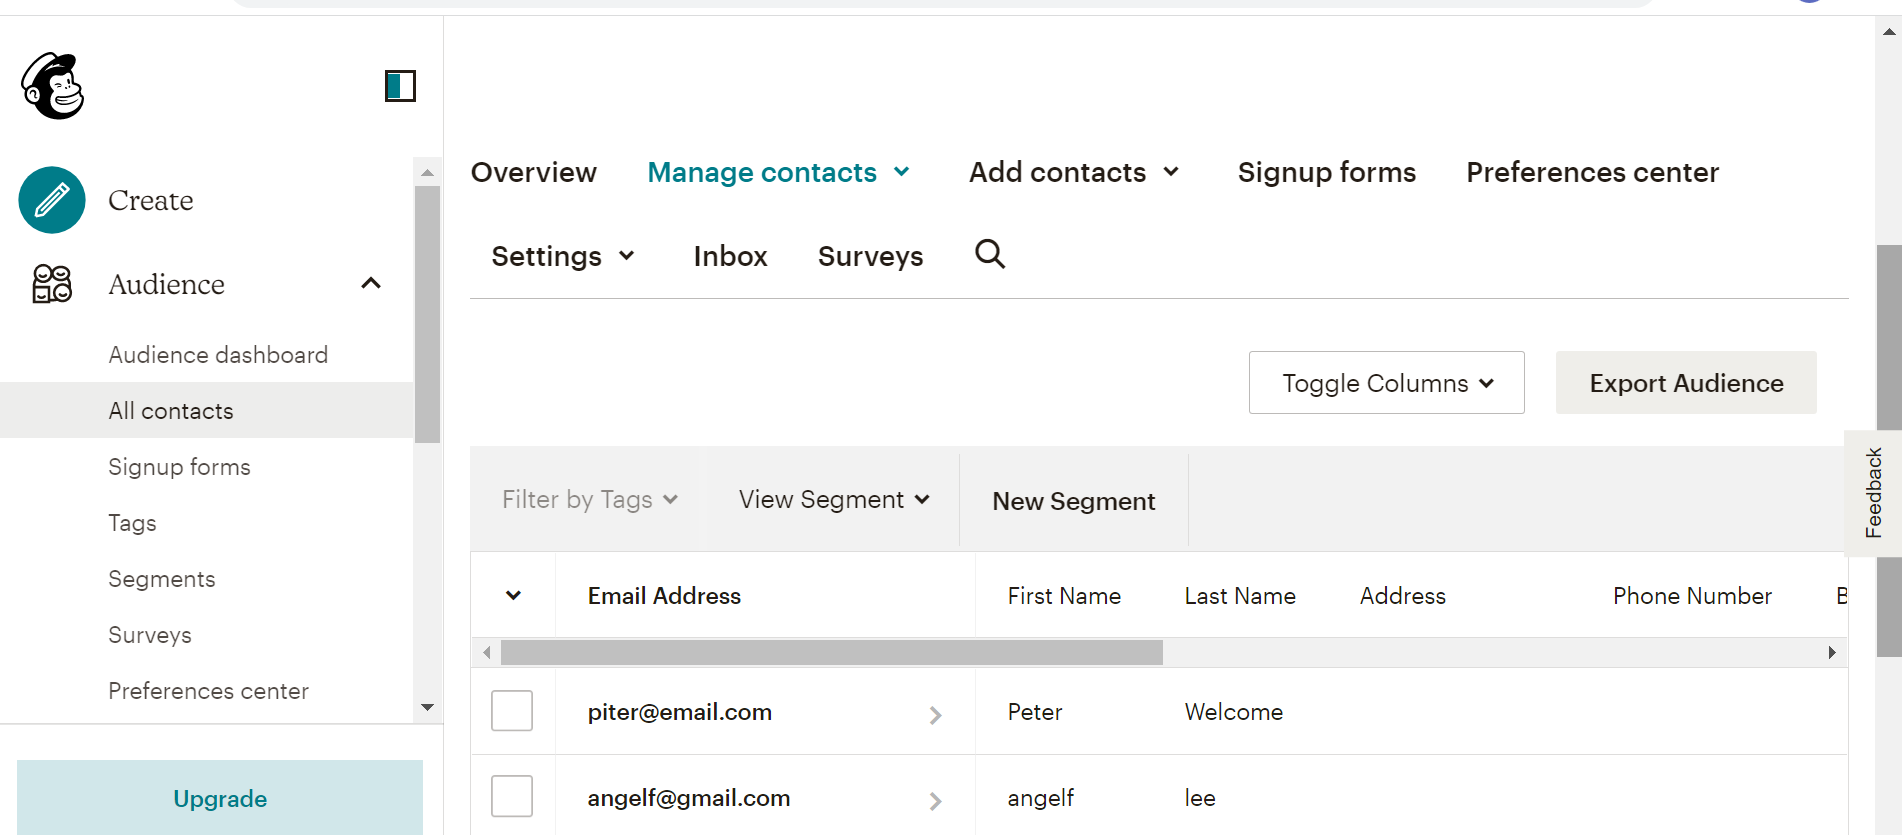 Create
Audience
Audience dashboard
All contacts
Signup forms
Tags
Segments
Surveys
Preferences center
Upgrade
Overview Manage contacts Add contacts Signup forms Preferences center
Settings Inbox Surveys
Toggle Columns Export Audience
Feedback
Filter by Tags View Segment New Segment
Email Address First Name Last Name Address Phone Number
piter@email.com Peter Welcome
angelf@gmail.com angelf lee